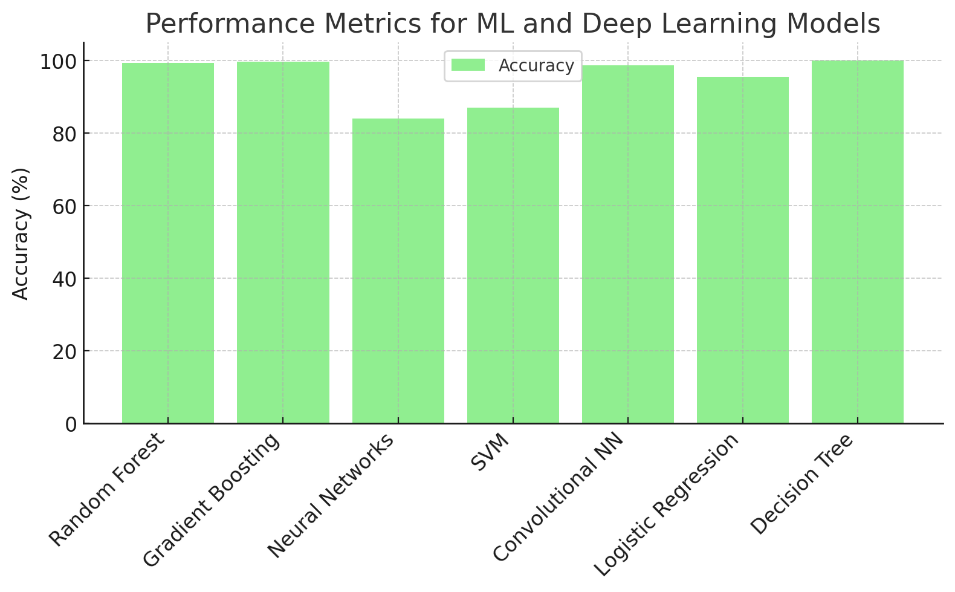 Performance Metrics for ML and Deep Learning Models
Accuracy
Accuracy (%)
100
80
60
40
20
0
Random Forest
Gradient Boosting
Neural Networks
SVM
Convolutional NN
Logistic Regression
Decision Tree